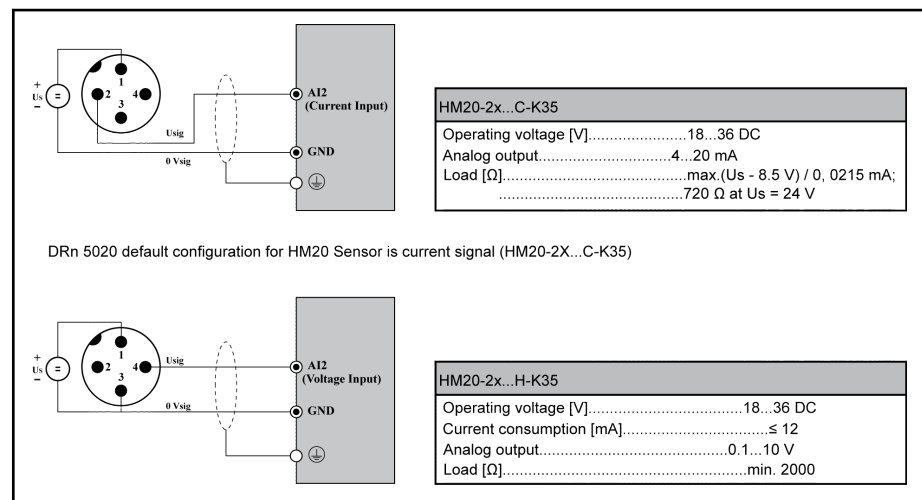 +
Us
−
=
1
2
3
4
Usig
0 Vsig
AI2
(Current Input)
GND
HM20-2x...C-K35
Operating voltage [V]......................18...36 DC
Analog output.......................4...20 mA
Load [Ω].......................................max.(Us - 8.5 V) / 0, 0215 mA;
.......................................720 Ω at Us = 24 V
DRn 5020 default configuration for HM20 Sensor is current signal (HM20-2X...C-K35)
+
Us
−
=
1
2
3
4
Usig
0 Vsig
AI2
(Voltage Input)
GND
HM20-2x...H-K35
Operating voltage [V]................................18...36 DC
Current consumption [mA]..............................≤ 12
Analog output.......................................0.1...10 V
Load [Ω]...................................................min. 2000